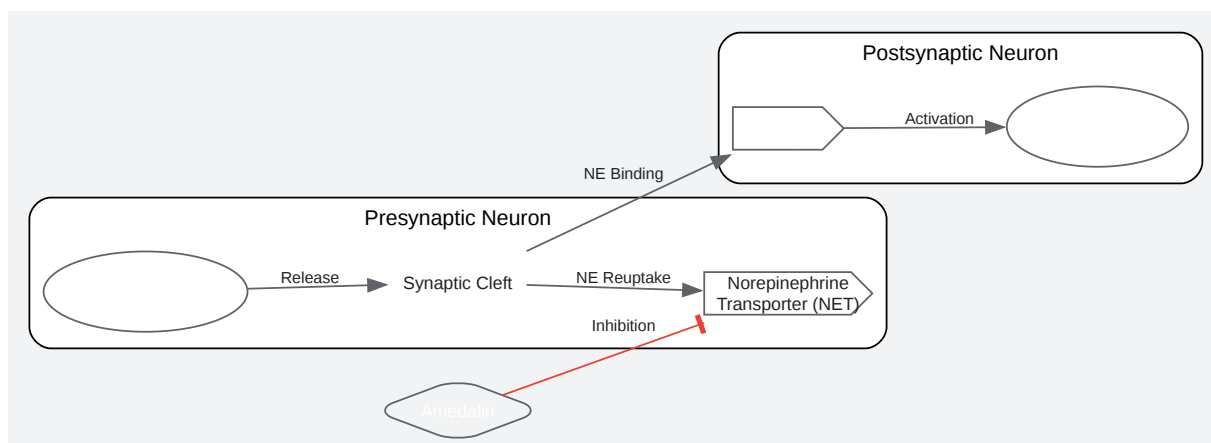 Postsynaptic Neuron
Activation
NE Binding
Presynaptic Neuron
Release
Synaptic Cleft
NE Reuptake
Norepinephrine
Transporter (NET)
Inhibition
Amedalin